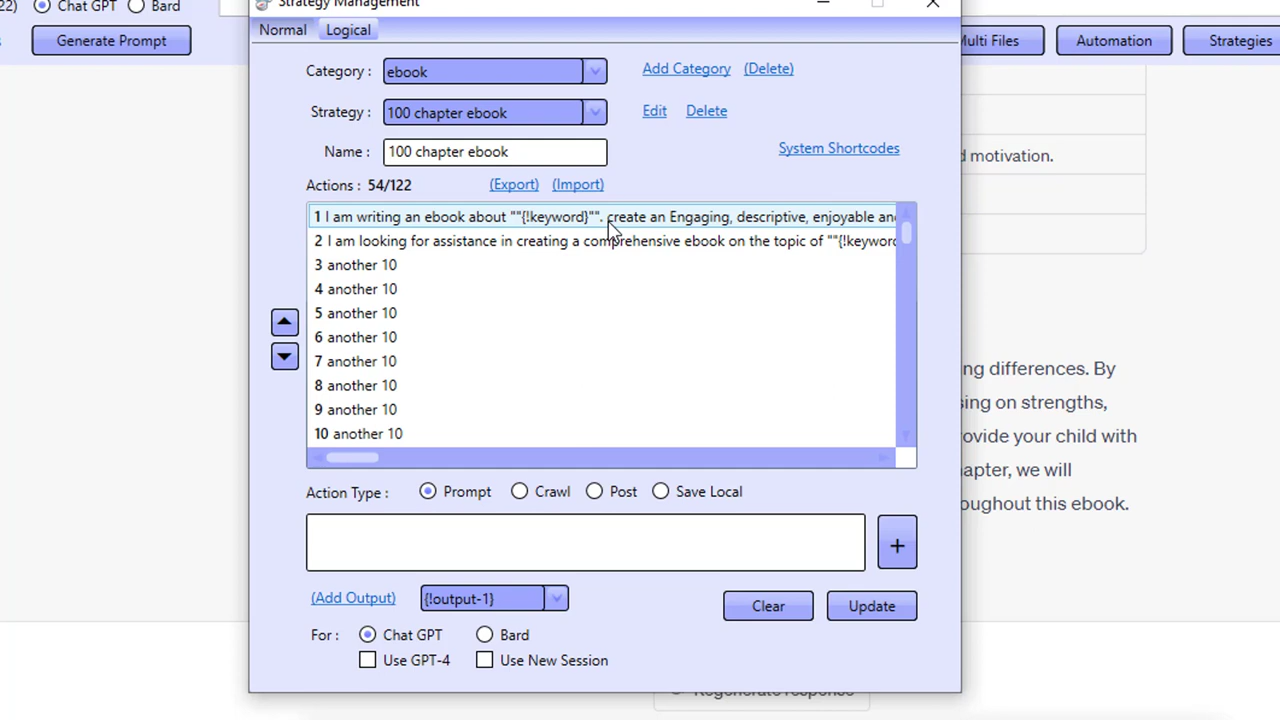 22) Chat GPT Bard
Strategy Management
Generate Prompt
Multi Files Automation Strategies
Normal Logical
Category : ebook Add Category (Delete)
Strategy : 100 chapter ebook Edit Delete
Name : 100 chapter ebook System Shortcodes
d motivation.
Actions : 54/122 (Export) (Import)
1 I am writing an ebook about ""{!keyword}"". create an Engaging, descriptive, enjoyable and
2 I am looking for assistance in creating a comprehensive ebook on the topic of ""{!keyword
3 another 10
4 another 10
5 another 10
6 another 10
7 another 10
8 another 10
9 another 10
10 another 10
ng differences. By
sing on strengths,
ovide your child with
hapter, we will
oughout this ebook.
Action Type : Prompt Crawl Post Save Local
+
(Add Output) {!output-1} Clear Update
For : Chat GPT Bard
Use GPT-4 Use New Session
Regenerate response